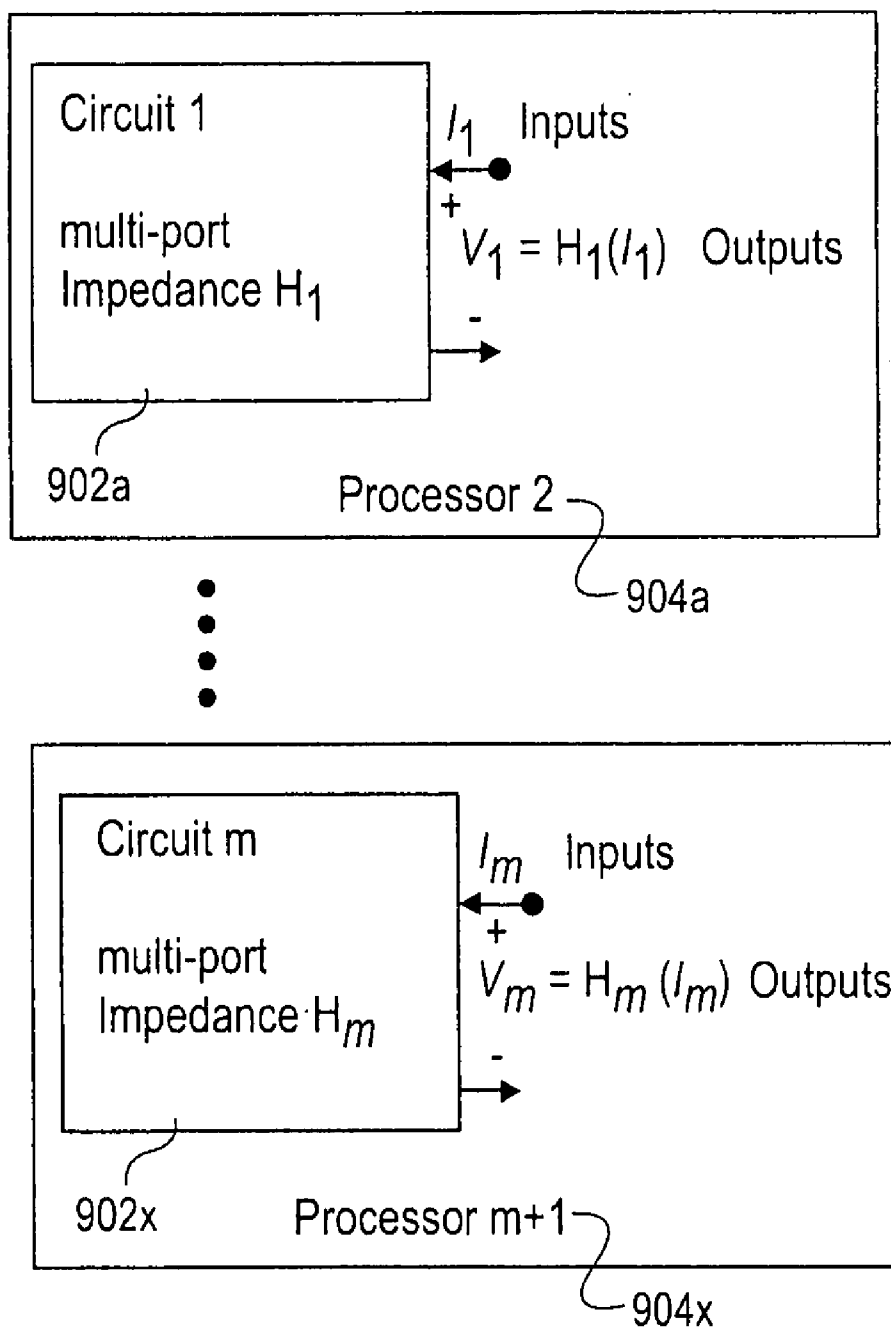 Circuit 1
I1 Inputs
+
multi-port
Impedance H1
V1 = H1(I1) Outputs
-
902a
Processor 2
904a
Circuit m
Im Inputs
+
multi-port
Impedance Hm
Vm = Hm (Im) Outputs
-
902x
Processor m+1
904x